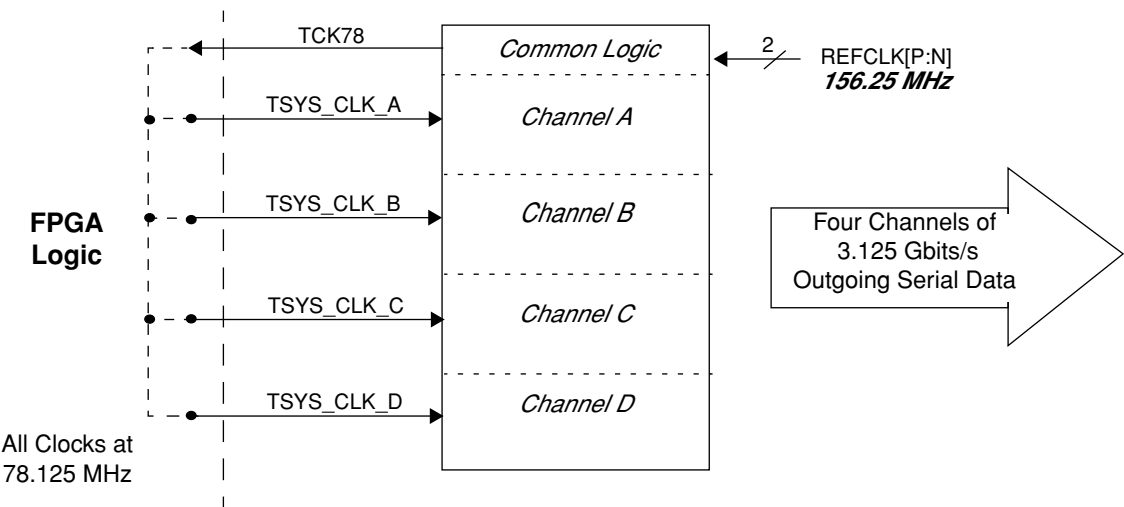 TCK78
Common Logic
2
REFCLK[P:N]
156.25 MHz
TSYS_CLK_A
Channel A
TSYS_CLK_B
Channel B
FPGA
Logic
Four Channels of
3.125 Gbits/s
Outgoing Serial Data
TSYS_CLK_C
Channel C
TSYS_CLK_D
Channel D
All Clocks at
78.125 MHz